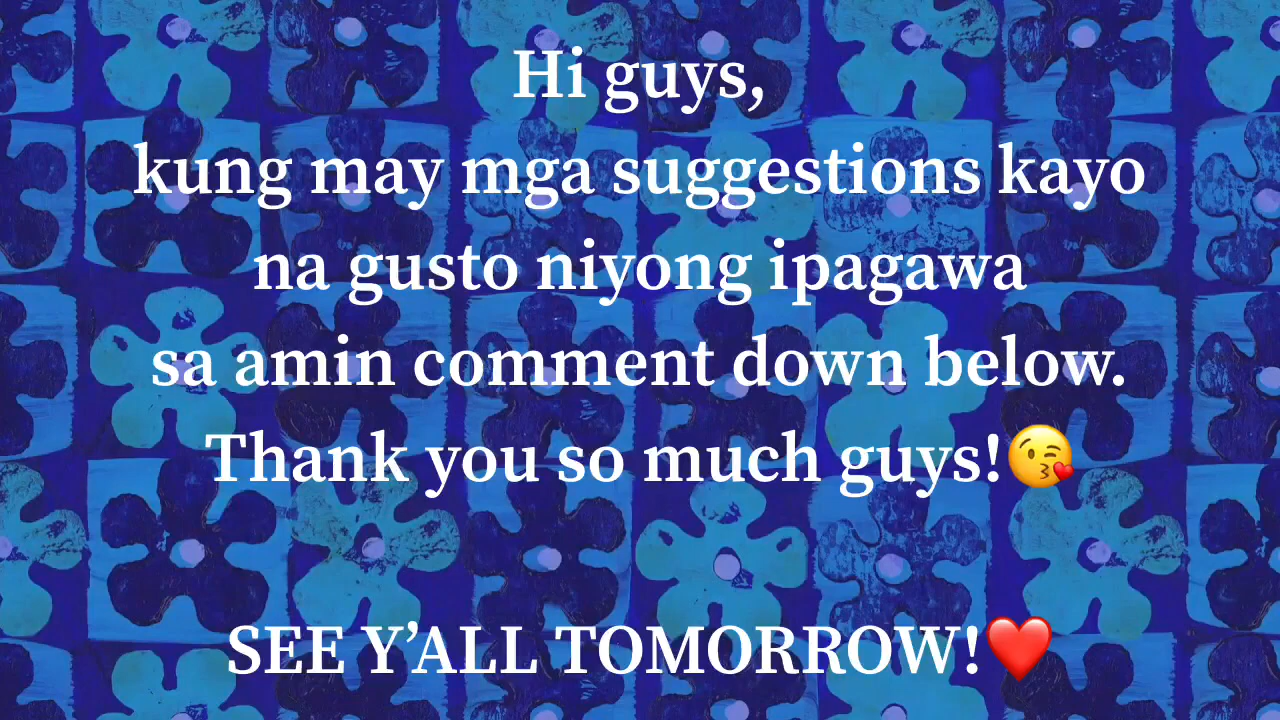 Hi guys,
kung may mga suggestions kayo
na gusto niyong ipagawa
sa amin comment down below.
Thank you so much guys!😘
SEE Y’ALL TOMORROW!❤️